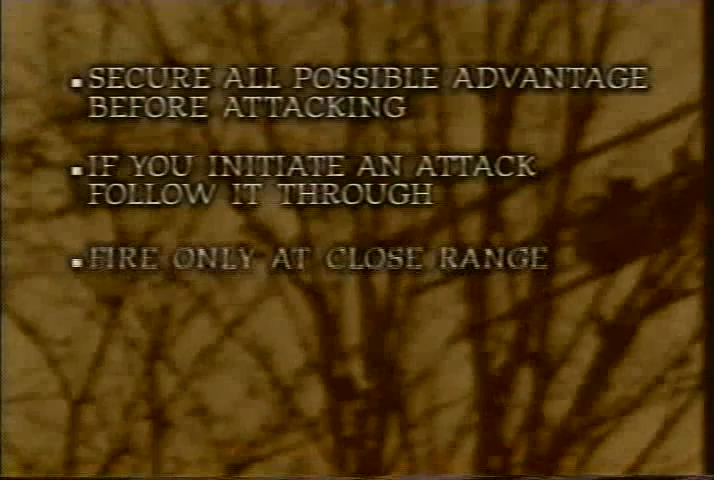 ▪ SECURE ALL POSSIBLE ADVANTAGE
BEFORE ATTACKING
▪ IF YOU INITIATE AN ATTACK
FOLLOW IT THROUGH
▪ FIRE ONLY AT CLOSE RANGE